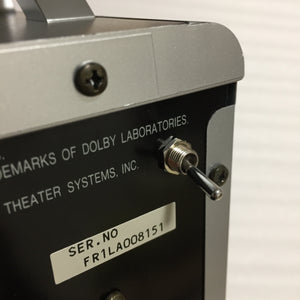 DEMARKS OF DOLBY LABORATORIES.
THEATER SYSTEMS, INC.
SER.NO
FR1LA008151